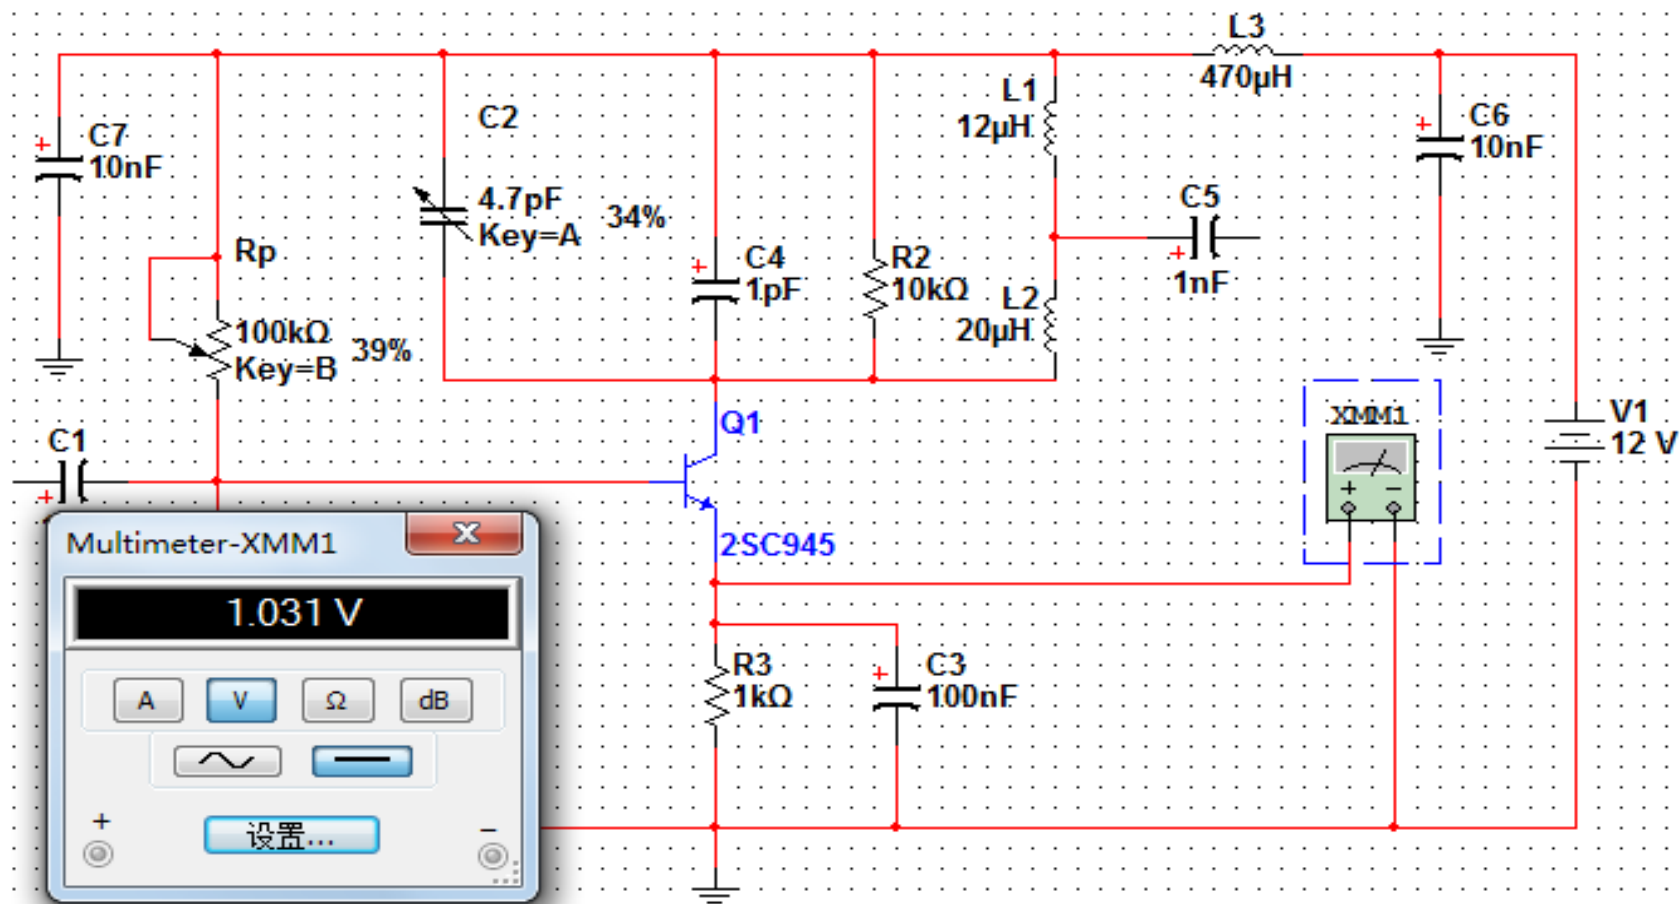 L3
470μH
L1
12μH
C2
C6
10nF
C7
10nF
4.7pF
Key=A
34%
C5
1nF
Rp
C4
1pF
R2
10kΩ
L2
20μH
100kΩ
Key=B
39%
XMM1
+ −
V1
12 V
Q1
C1
2SC945
Multimeter-XMM1
1.031 V
A V Ω dB
R3
1kΩ
C3
100nF
+ −
设置...